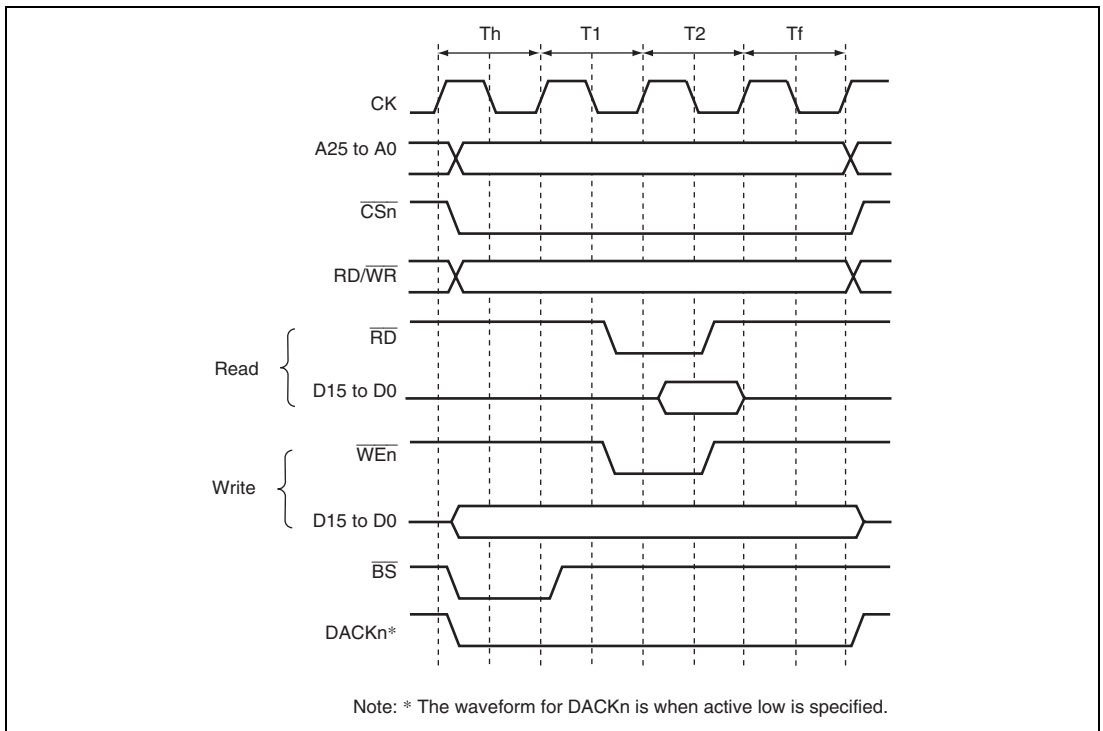 Th T1 T2 Tf
CK
A25 to A0
CSn
RD/WR
RD
Read
D15 to D0
WEn
Write
D15 to D0
BS
DACKn*
Note: * The waveform for DACKn is when active low is specified.